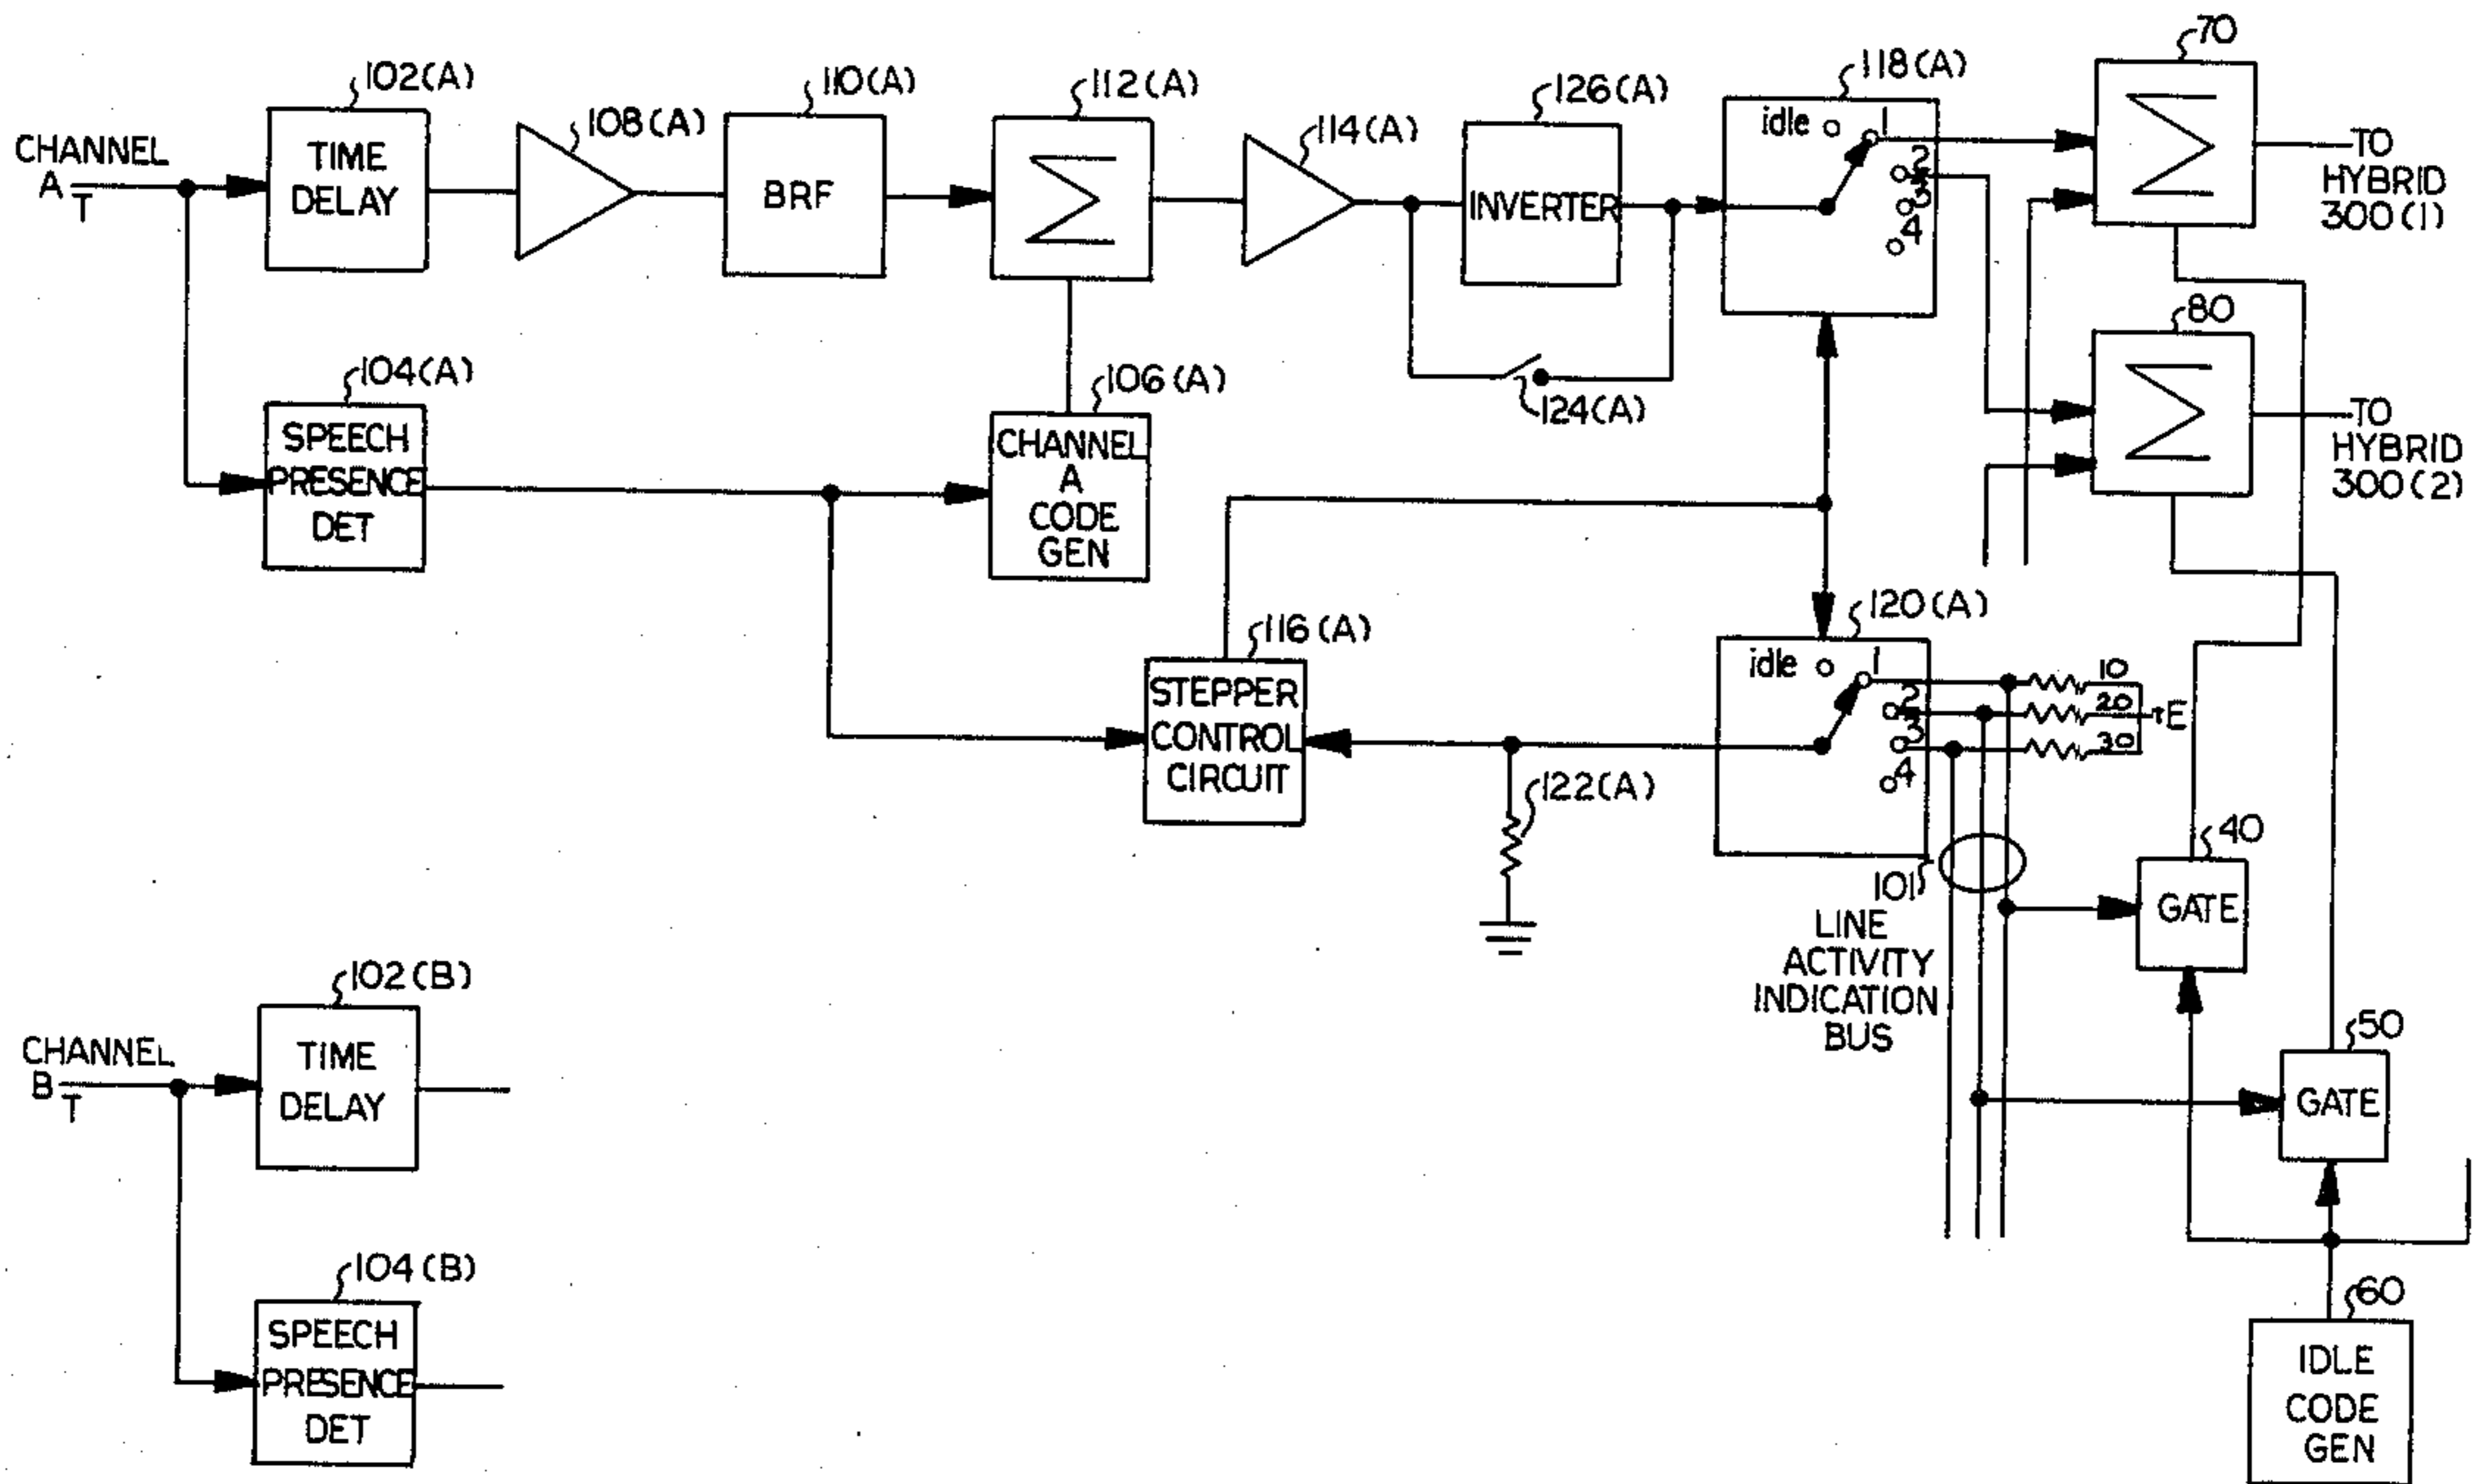 102(A)
TIME
DELAY
CHANNEL
A
T
108(A)
110(A)
BRF
112(A)
Σ
114(A)
126(A)
INVERTER
118(A)
idle
1
2
3
4
70
Σ
TO
HYBRID
300(1)
124(A)
80
Σ
TO
HYBRID
300(2)
104(A)
SPEECH
PRESENCE
DET
106(A)
CHANNEL
A
CODE
GEN
116(A)
STEPPER
CONTROL
CIRCUIT
120(A)
idle
1
2
3
4
10
20
30
+E
122(A)
101
LINE
ACTIVITY
INDICATION
BUS
40
GATE
50
GATE
60
IDLE
CODE
GEN
102(B)
TIME
DELAY
CHANNEL
B
T
104(B)
SPEECH
PRESENCE
DET